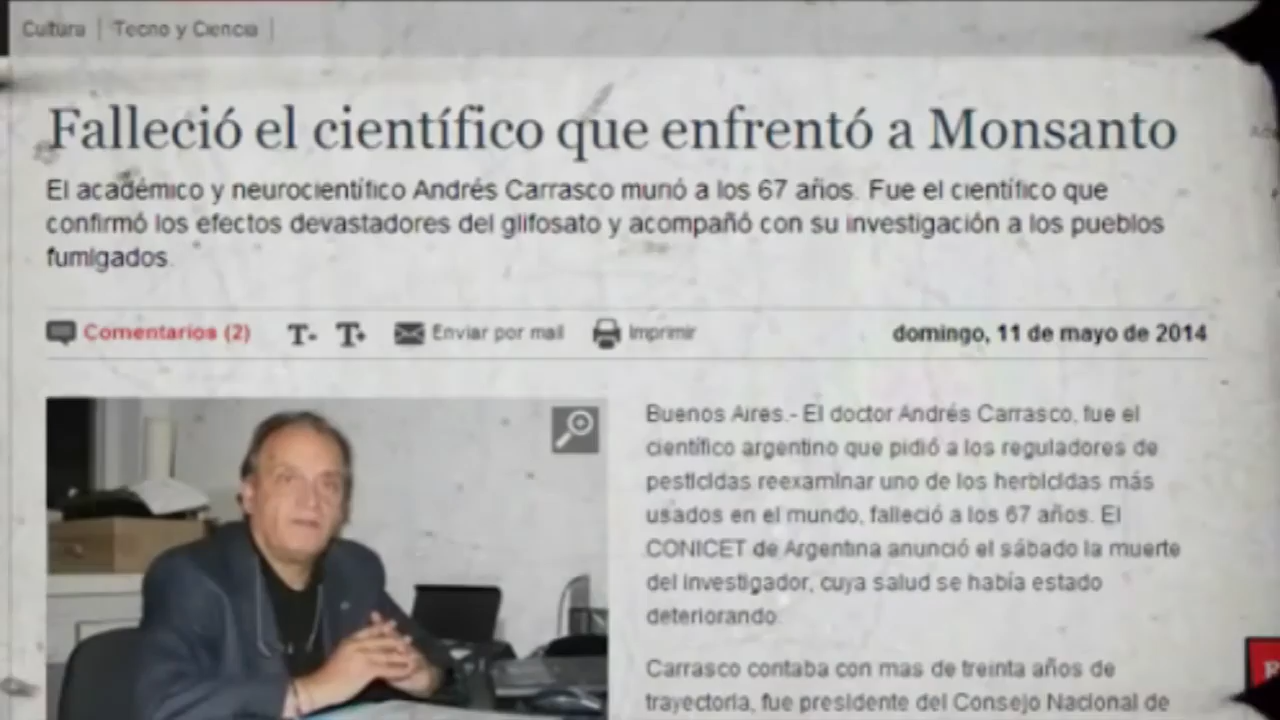 Cultura | Tecno y Ciencia |
Falleció el científico que enfrentó a Monsanto
El académico y neurocientífico Andrés Carrasco murió a los 67 años. Fue el científico que
confirmó los efectos devastadores del glifosato y acompañó con su investigación a los pueblos
fumigados.
Comentarios (2) T- T+ Enviar por mail Imprimir domingo, 11 de mayo de 2014
Buenos Aires.- El doctor Andrés Carrasco, fue el
científico argentino que pidió a los reguladores de
pesticidas reexaminar uno de los herbicidas más
usados en el mundo, falleció a los 67 años. El
CONICET de Argentina anunció el sábado la muerte
del investigador, cuya salud se había estado
deteriorando.
Carrasco contaba con mas de treinta años de
trayectoria, fue presidente del Consejo Nacional de